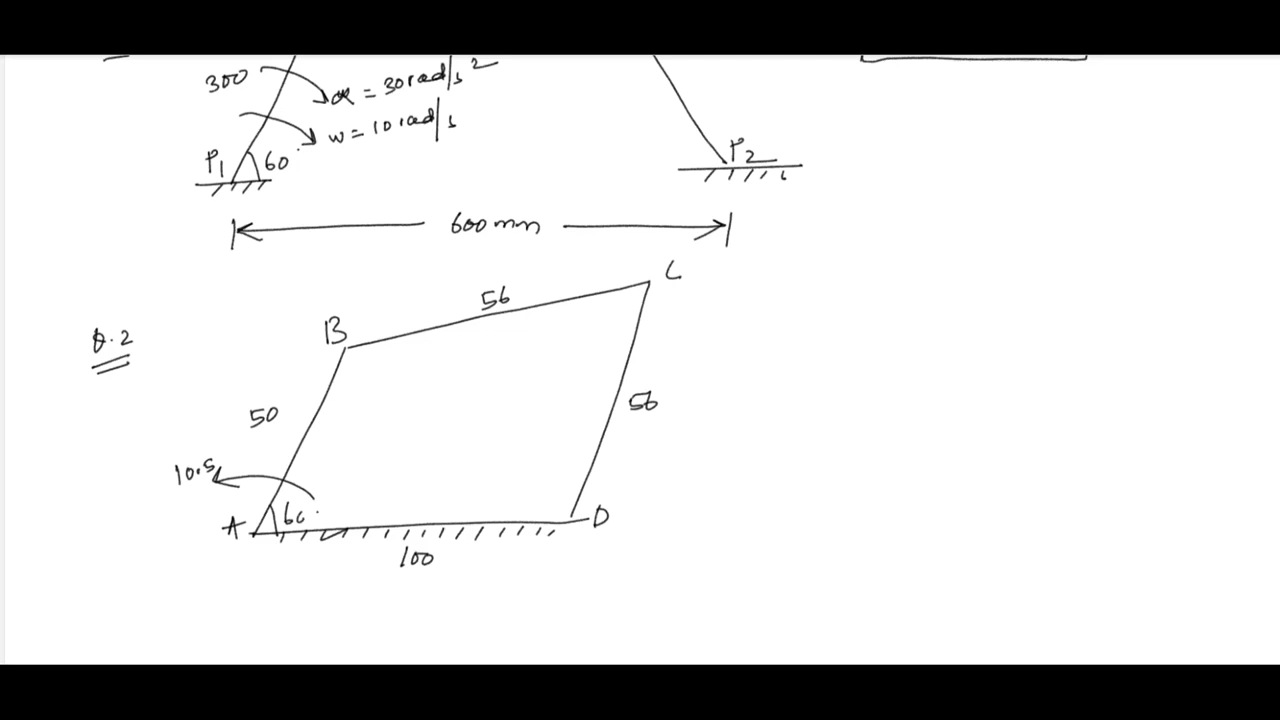 300
α = 30 rad/s²
w = 10 rad/s
P1
60
P2
600 mm
Q.2
B
56
C
50
56
10.5
A
60
D
100